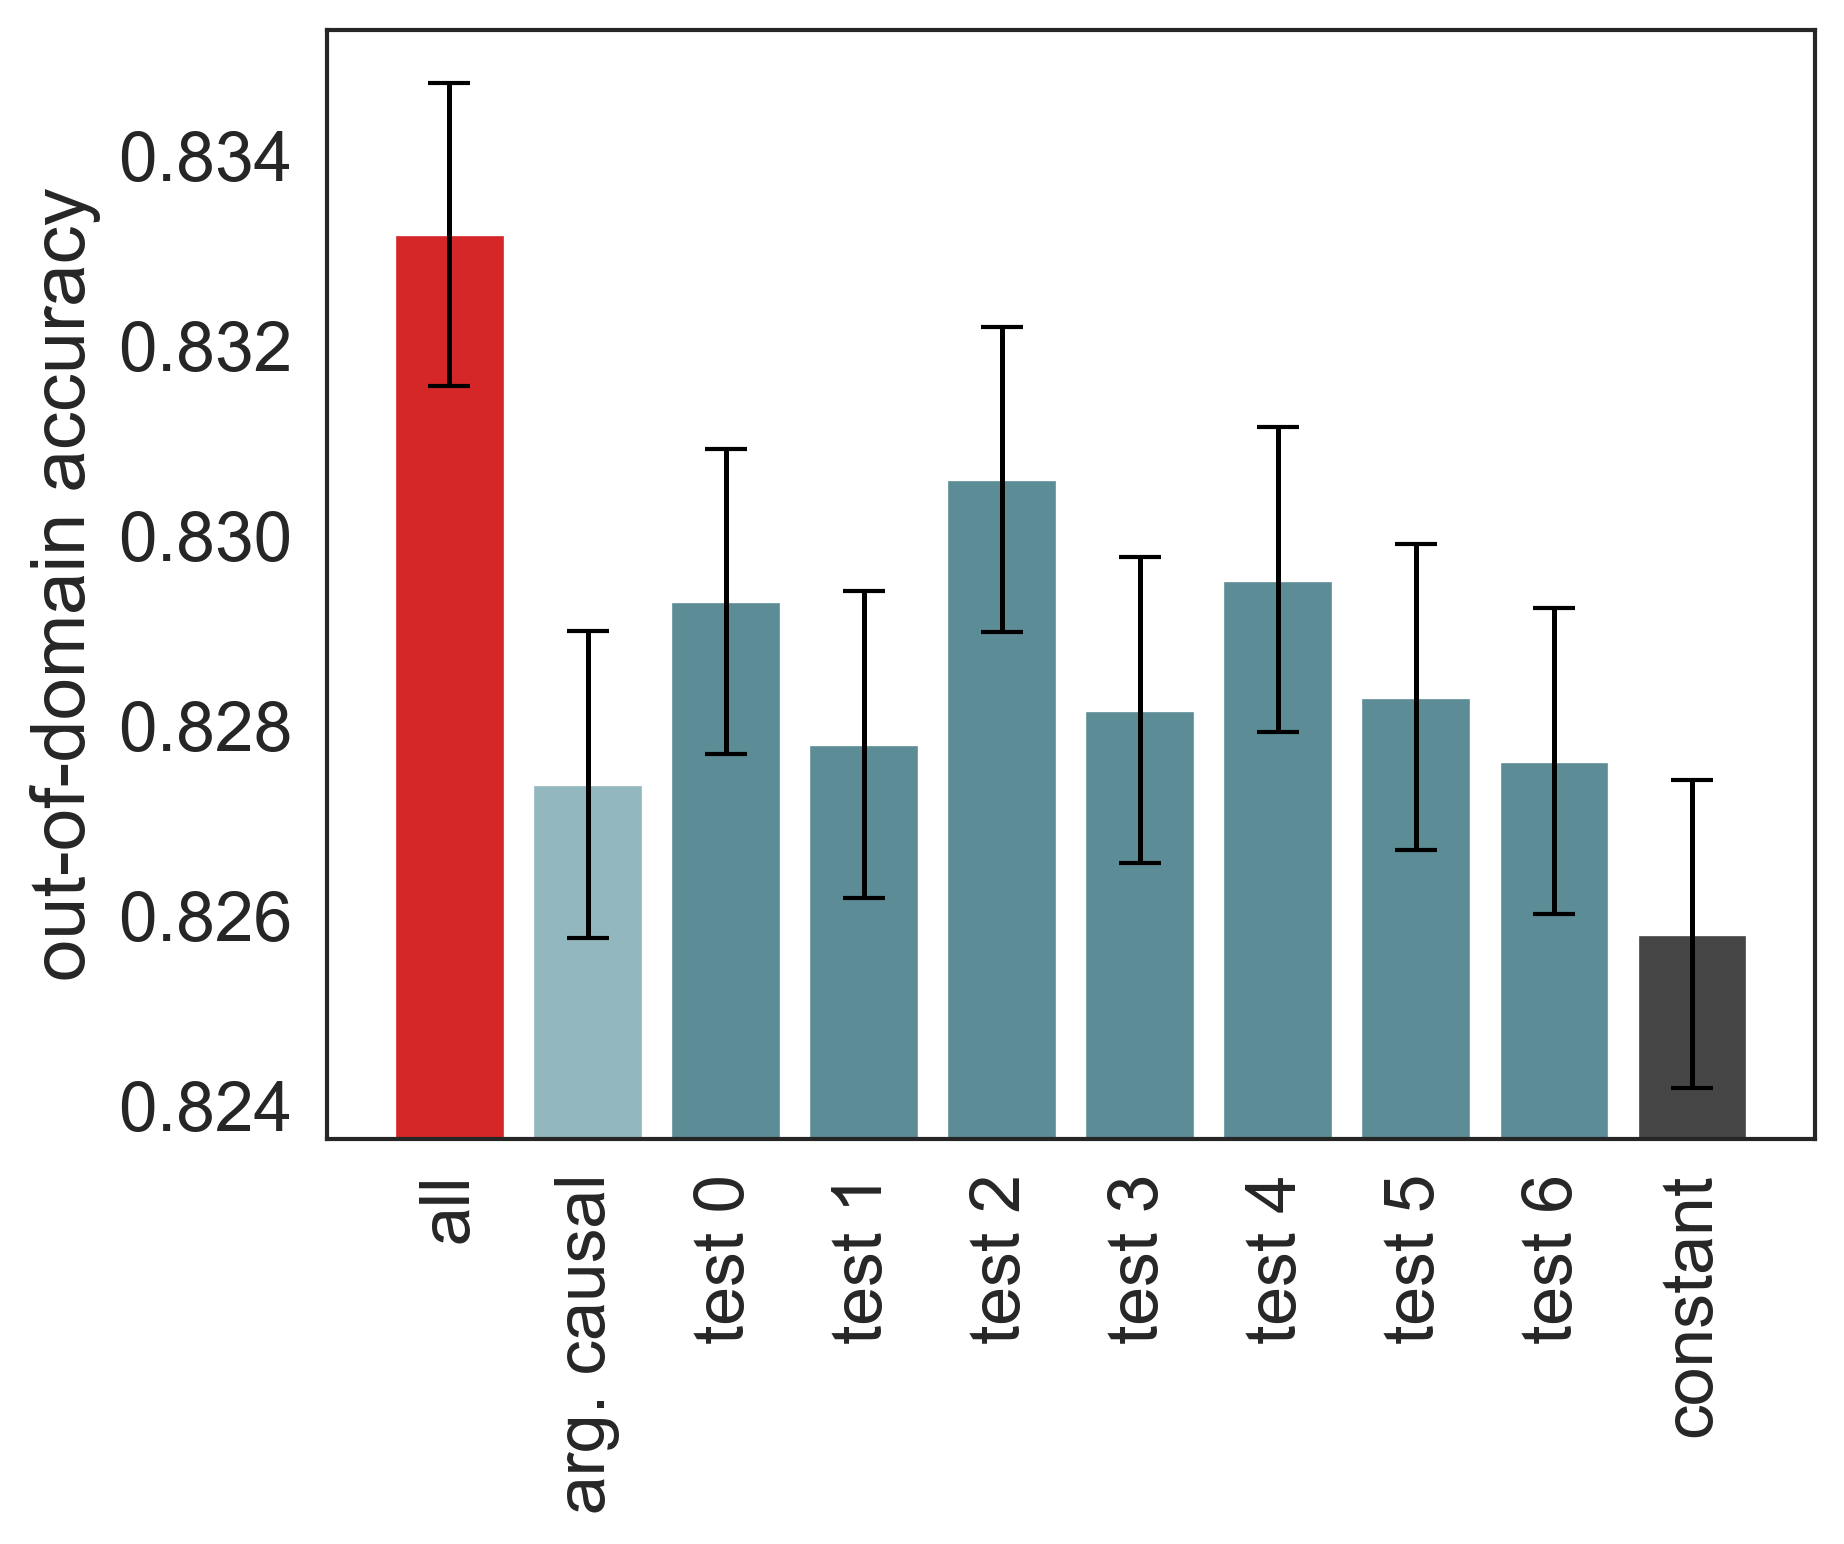 out-of-domain accuracy
0.834
0.832
0.830
0.828
0.826
0.824
all
arg. causal
test 0
test 1
test 2
test 3
test 4
test 5
test 6
constant